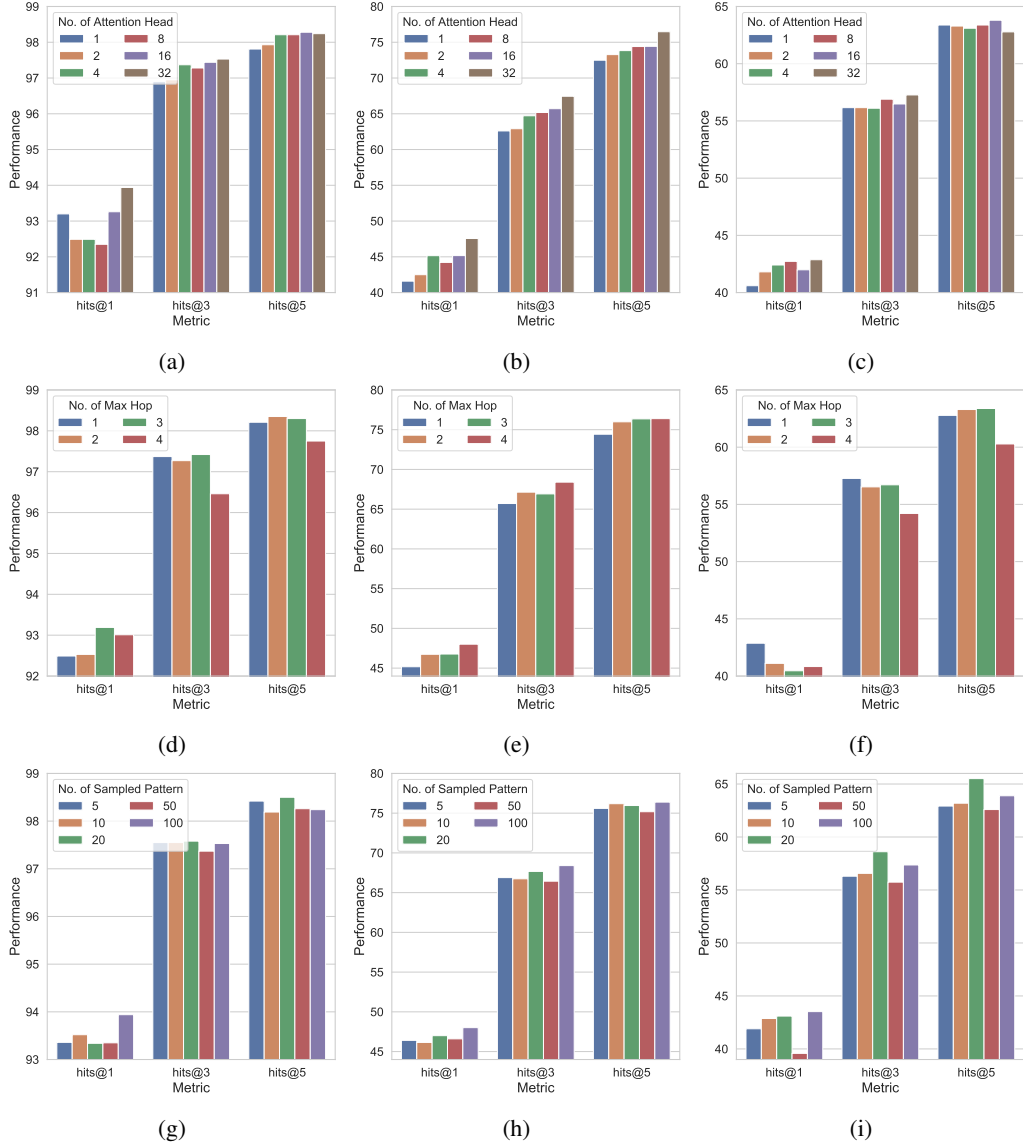 No. of Attention Head
1 8
2 16
4 32
99
98
97
96
95
94
93
92
91
Performance
hits@1 hits@3 hits@5
Metric
(a)
No. of Attention Head
1 8
2 16
4 32
80
75
70
65
60
55
50
45
40
Performance
hits@1 hits@3 hits@5
Metric
(b)
No. of Attention Head
1 8
2 16
4 32
65
60
55
50
45
40
Performance
hits@1 hits@3 hits@5
Metric
(c)
No. of Max Hop
1 3
2 4
99
98
97
96
95
94
93
92
Performance
hits@1 hits@3 hits@5
Metric
(d)
No. of Max Hop
1 3
2 4
80
75
70
65
60
55
50
45
Performance
hits@1 hits@3 hits@5
Metric
(e)
No. of Max Hop
1 3
2 4
65
60
55
50
45
40
Performance
hits@1 hits@3 hits@5
Metric
(f)
No. of Sampled Pattern
5 50
10 100
20
99
98
97
96
95
94
93
Performance
hits@1 hits@3 hits@5
Metric
(g)
No. of Sampled Pattern
5 50
10 100
20
80
75
70
65
60
55
50
45
Performance
hits@1 hits@3 hits@5
Metric
(h)
No. of Sampled Pattern
5 50
10 100
20
65
60
55
50
45
40
Performance
hits@1 hits@3 hits@5
Metric
(i)